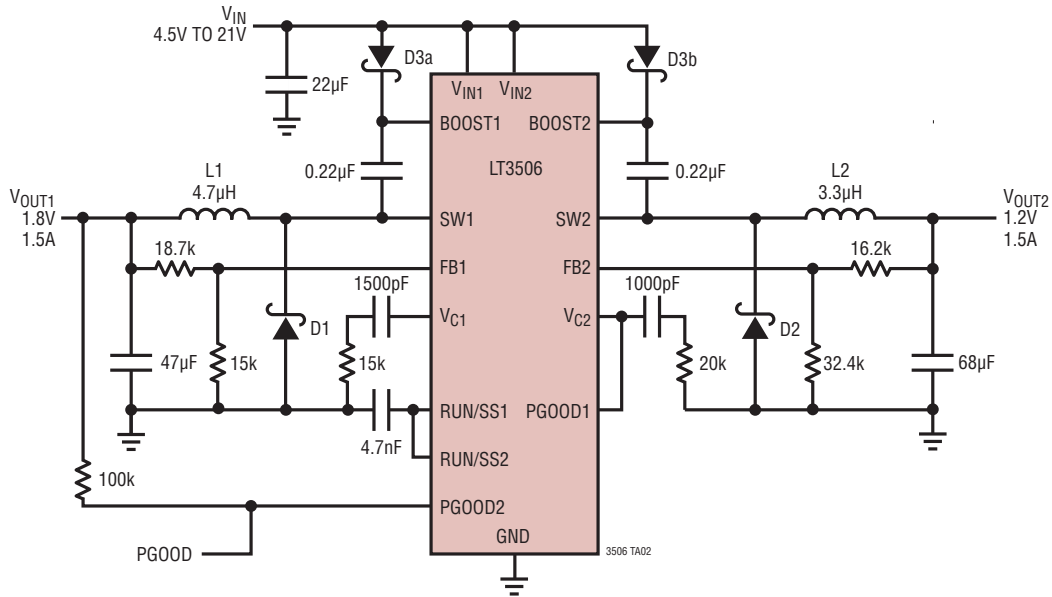 VIN
4.5V TO 21V
D3a
D3b
22µF
VIN1
VIN2
BOOST1
BOOST2
LT3506
0.22µF
0.22µF
L1
4.7µH
L2
3.3µH
VOUT1
1.8V
1.5A
SW1
SW2
VOUT2
1.2V
1.5A
18.7k
16.2k
FB1
FB2
1500pF
1000pF
VC1
VC2
D1
D2
47µF
15k
15k
20k
32.4k
68µF
RUN/SS1
PGOOD1
4.7nF
RUN/SS2
100k
PGOOD2
GND
PGOOD
3506 TA02